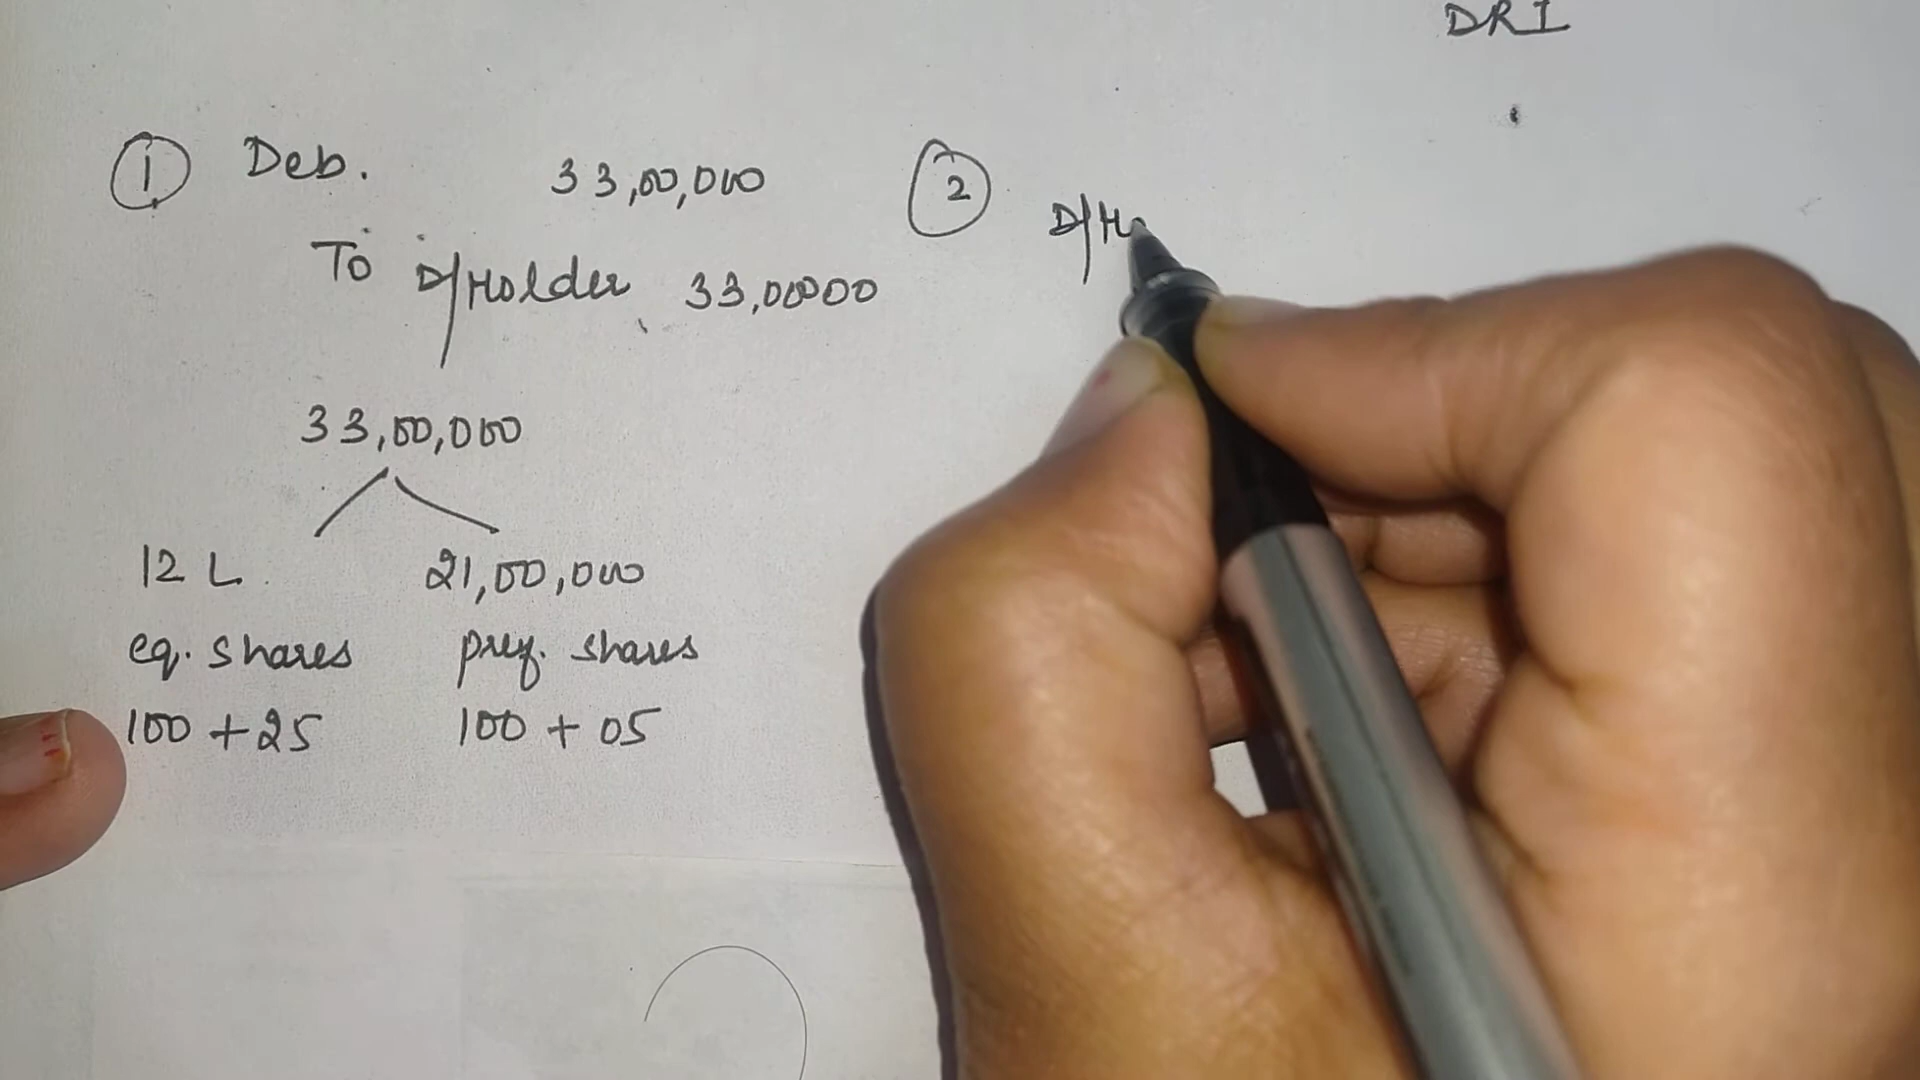 DRI
① Deb. 33,00,000
To D/Holder 33,00000
33,00,000
12 L 21,00,000
eq. shares pref. shares
100 + 25 100 + 05
② D/Ho